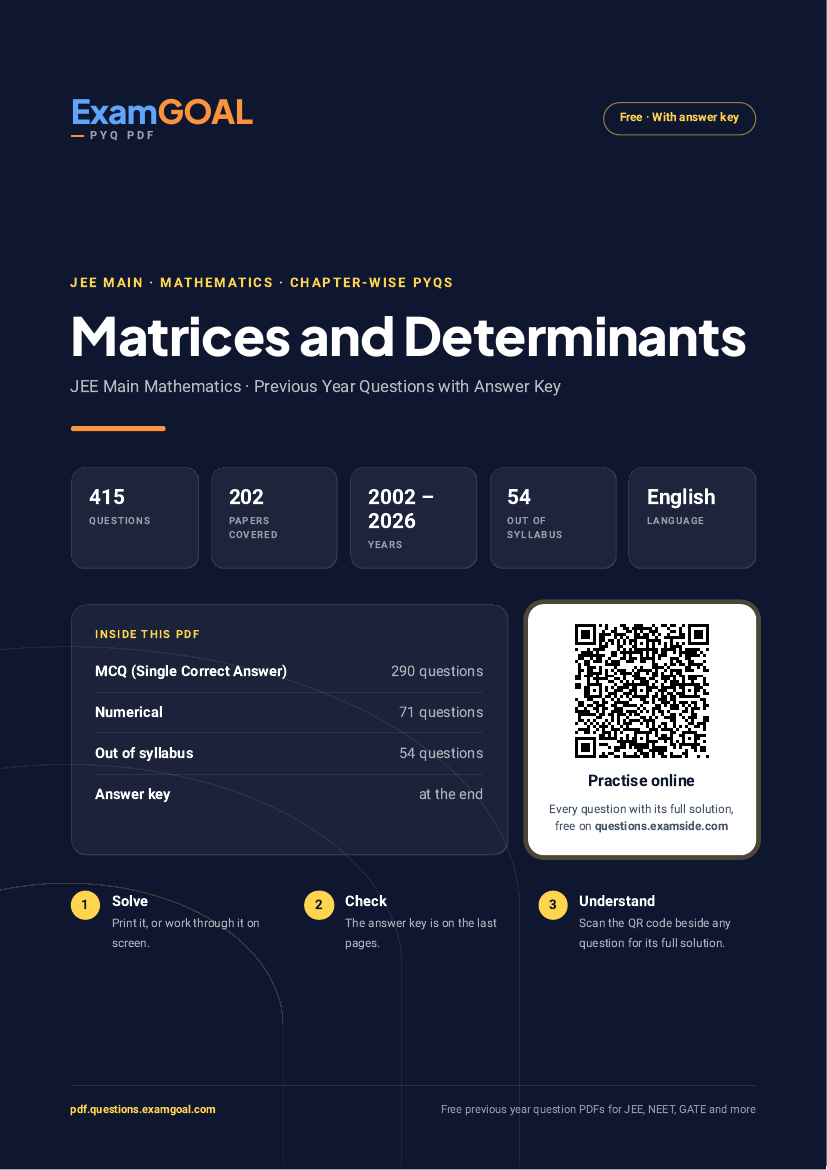 ExamGOAL
PYQ PDF
Free · With answer key
JEE MAIN · MATHEMATICS · CHAPTER-WISE PYQS
Matrices and Determinants
JEE Main Mathematics · Previous Year Questions with Answer Key
415
QUESTIONS
202
PAPERS
COVERED
2002 –
2026
YEARS
54
OUT OF
SYLLABUS
English
LANGUAGE
INSIDE THIS PDF
MCQ (Single Correct Answer) 290 questions
Numerical 71 questions
Out of syllabus 54 questions
Answer key at the end
Practise online
Every question with its full solution,
free on questions.examside.com
1 Solve
Print it, or work through it on
screen.
2 Check
The answer key is on the last
pages.
3 Understand
Scan the QR code beside any
question for its full solution.
pdf.questions.examgoal.com
Free previous year question PDFs for JEE, NEET, GATE and more